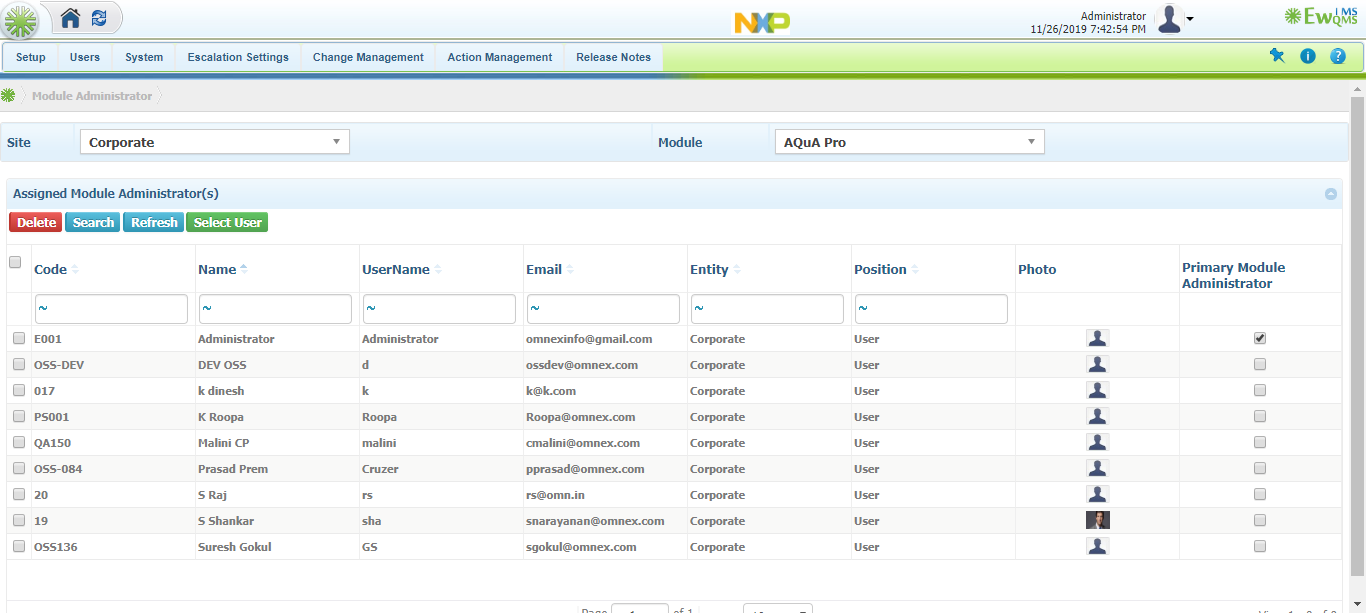 NXP
Administrator
11/26/2019 7:42:54 PM
EwQMS iMS
Setup Users System Escalation Settings Change Management Action Management Release Notes
Module Administrator
Site Corporate Module AQuA Pro
Assigned Module Administrator(s)
Delete Search Refresh Select User
Code Name UserName Email Entity Position Photo Primary Module Administrator
~ ~ ~ ~ ~ ~
E001 Administrator Administrator omnexinfo@gmail.com Corporate User
OSS-DEV DEV OSS d ossdev@omnex.com Corporate User
017 k dinesh k k@k.com Corporate User
PS001 K Roopa Roopa Roopa@omnex.com Corporate User
QA150 Malini CP malini cmalini@omnex.com Corporate User
OSS-084 Prasad Prem Cruzer pprasad@omnex.com Corporate User
20 S Raj rs rs@omn.in Corporate User
19 S Shankar sha snarayanan@omnex.com Corporate User
OSS136 Suresh Gokul GS sgokul@omnex.com Corporate User
Page 1 of 1